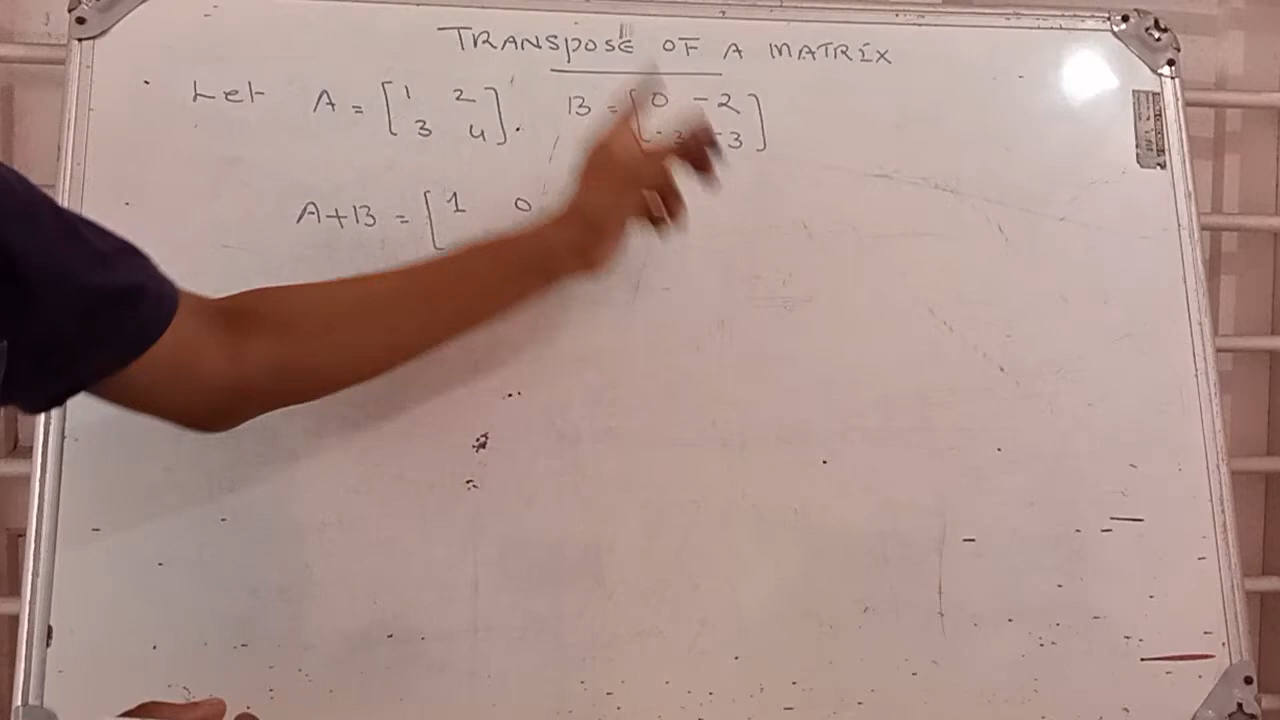 TRANSPOSE OF A MATRIX
Let A = [1 2 B = [0 -2
3 4]. -3 -3]
A+B = [1 0